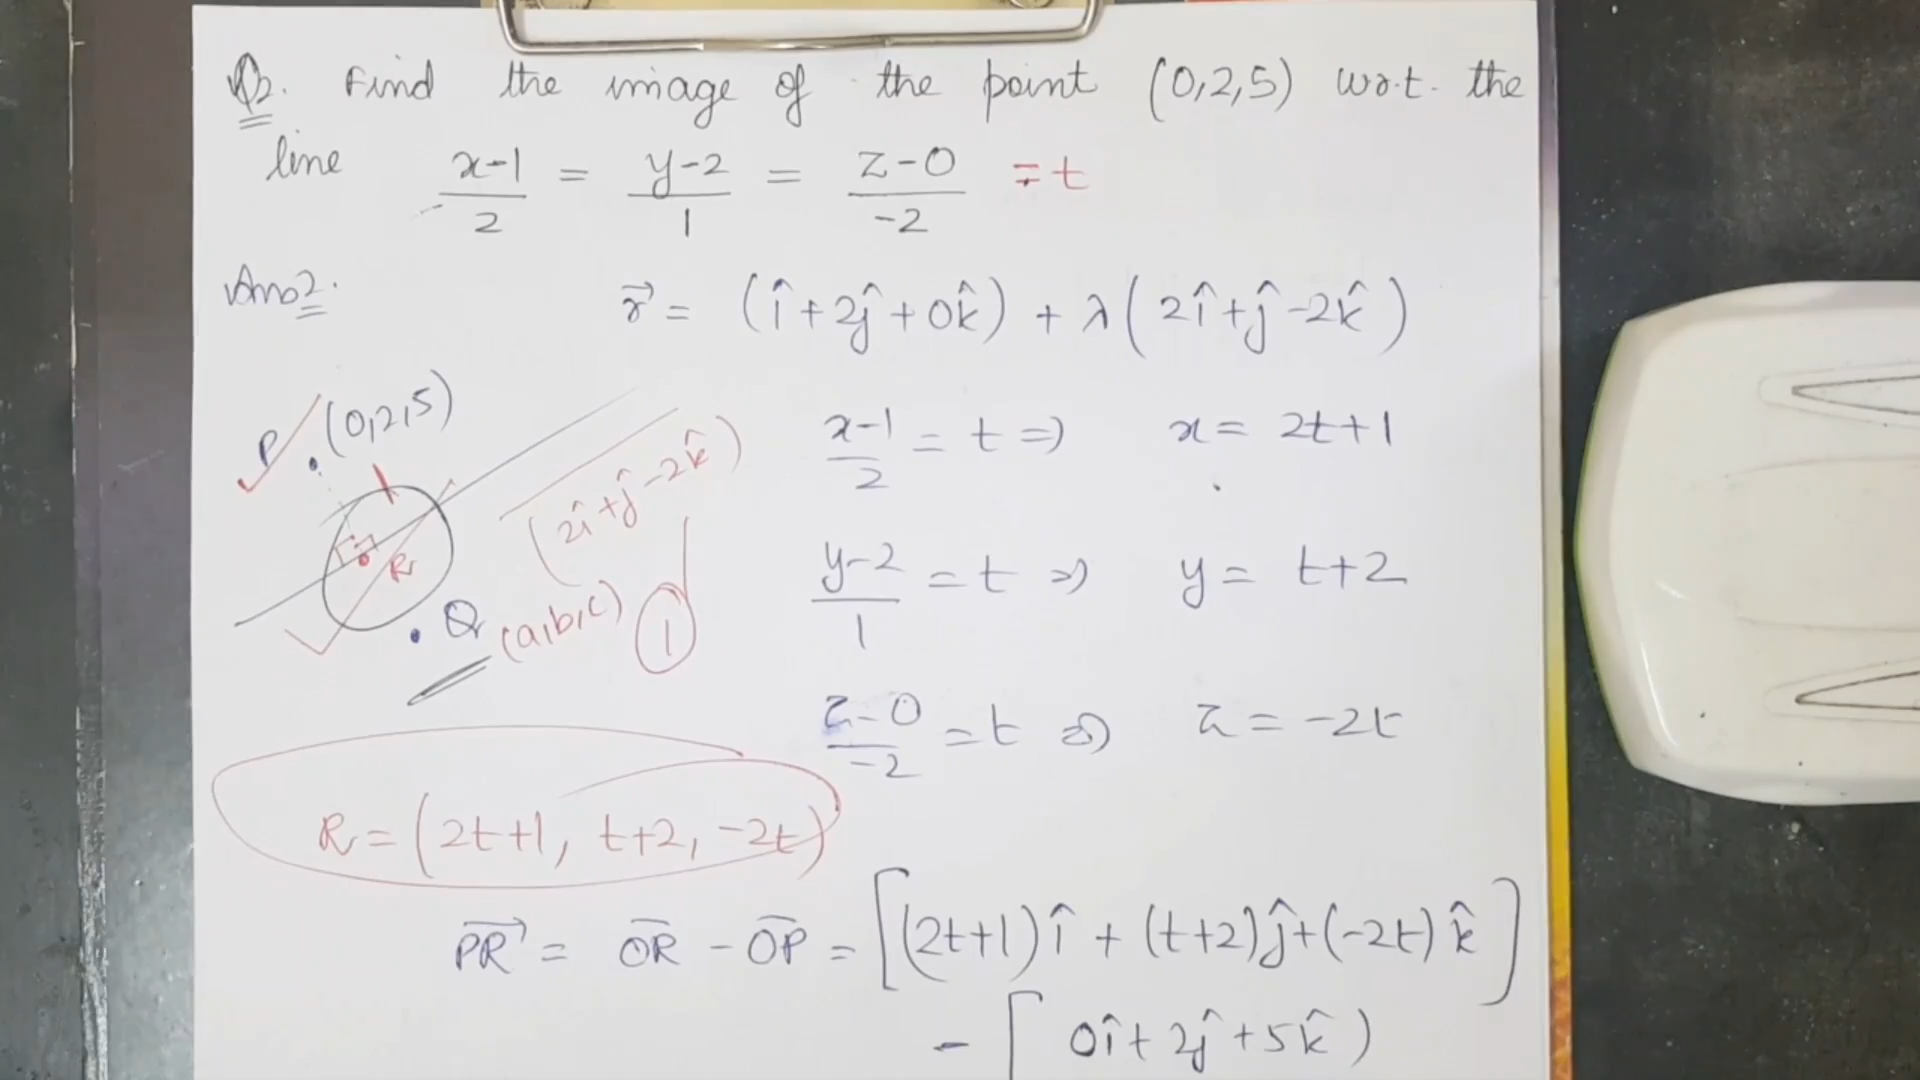 Q2. Find the image of the point (0,2,5) w.r.t. the
line x-1/2 = y-2/1 = z-0/-2 = t
Ans2. r⃗ = (î+2ĵ+0k̂) + λ(2î+ĵ-2k̂)
P (0,2,5)
x-1/2 = t ⇒ x = 2t+1
(2î+ĵ-2k̂)
R
y-2/1 = t ⇒ y = t+2
Q (a,b,c) 1
z-0/-2 = t ⇒ z = -2t
R = (2t+1, t+2, -2t)
PR⃗ = OR - OP = [(2t+1)î + (t+2)ĵ+(-2t)k̂]
- [0î+2ĵ+5k̂)